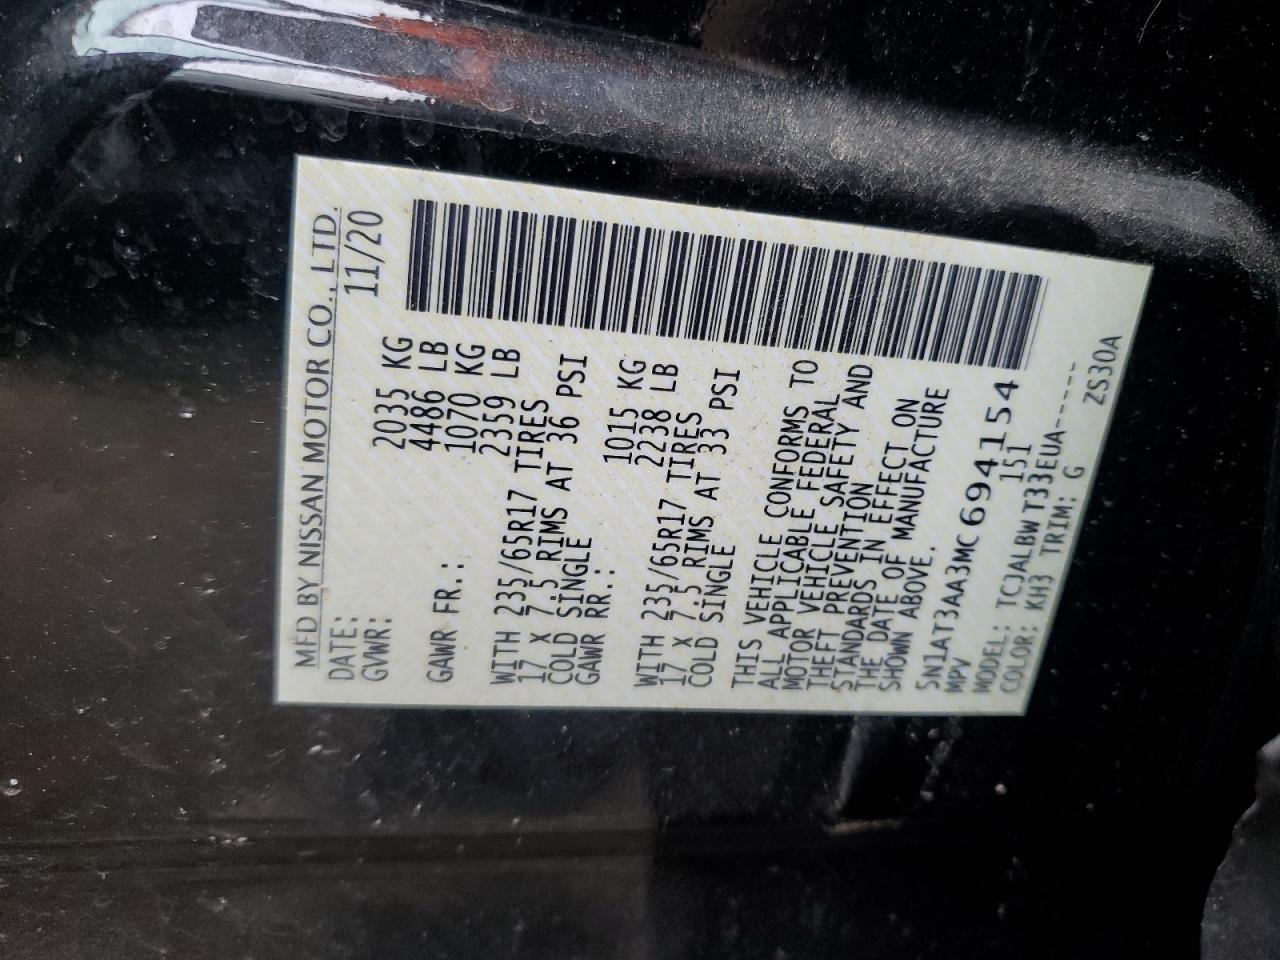 MFD BY NISSAN MOTOR CO., LTD.
DATE: 11/20
GVWR: 2035 KG
4486 LB
GAWR FR.: 1070 KG
2359 LB
WITH 235/65R17 TIRES
17 X 7.5 RIMS AT 36 PSI
COLD SINGLE
GAWR RR.: 1015 KG
2238 LB
WITH 235/65R17 TIRES
17 X 7.5 RIMS AT 33 PSI
COLD SINGLE
THIS VEHICLE CONFORMS TO
ALL APPLICABLE FEDERAL
MOTOR VEHICLE SAFETY AND
THEFT PREVENTION
STANDARDS IN EFFECT ON
THE DATE OF MANUFACTURE
SHOWN ABOVE.
5N1AT3AA3MC694154
MPV 151
MODEL: TCJALBWT33EUA-----
COLOR: KH3 TRIM: G ZS30A